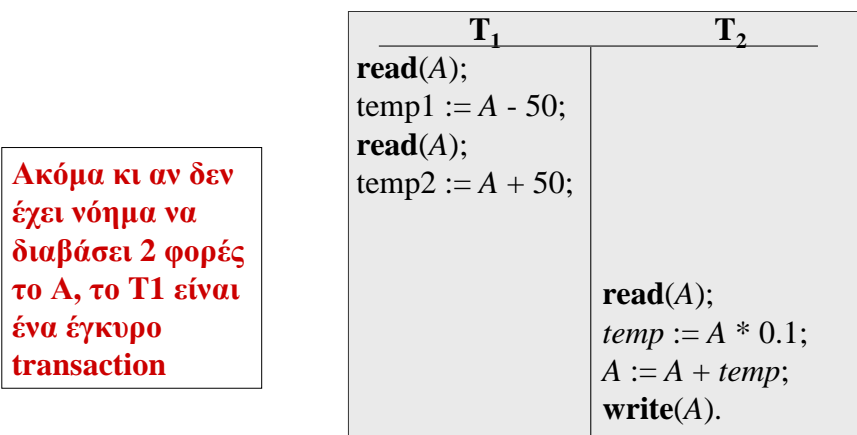 Ακόμα κι αν δεν
έχει νόημα να
διαβάσει 2 φορές
το Α, το Τ1 είναι
ένα έγκυρο
transaction
T₁ T₂
read(A);
temp1 := A - 50;
read(A);
temp2 := A + 50;
read(A);
temp := A * 0.1;
A := A + temp;
write(A).